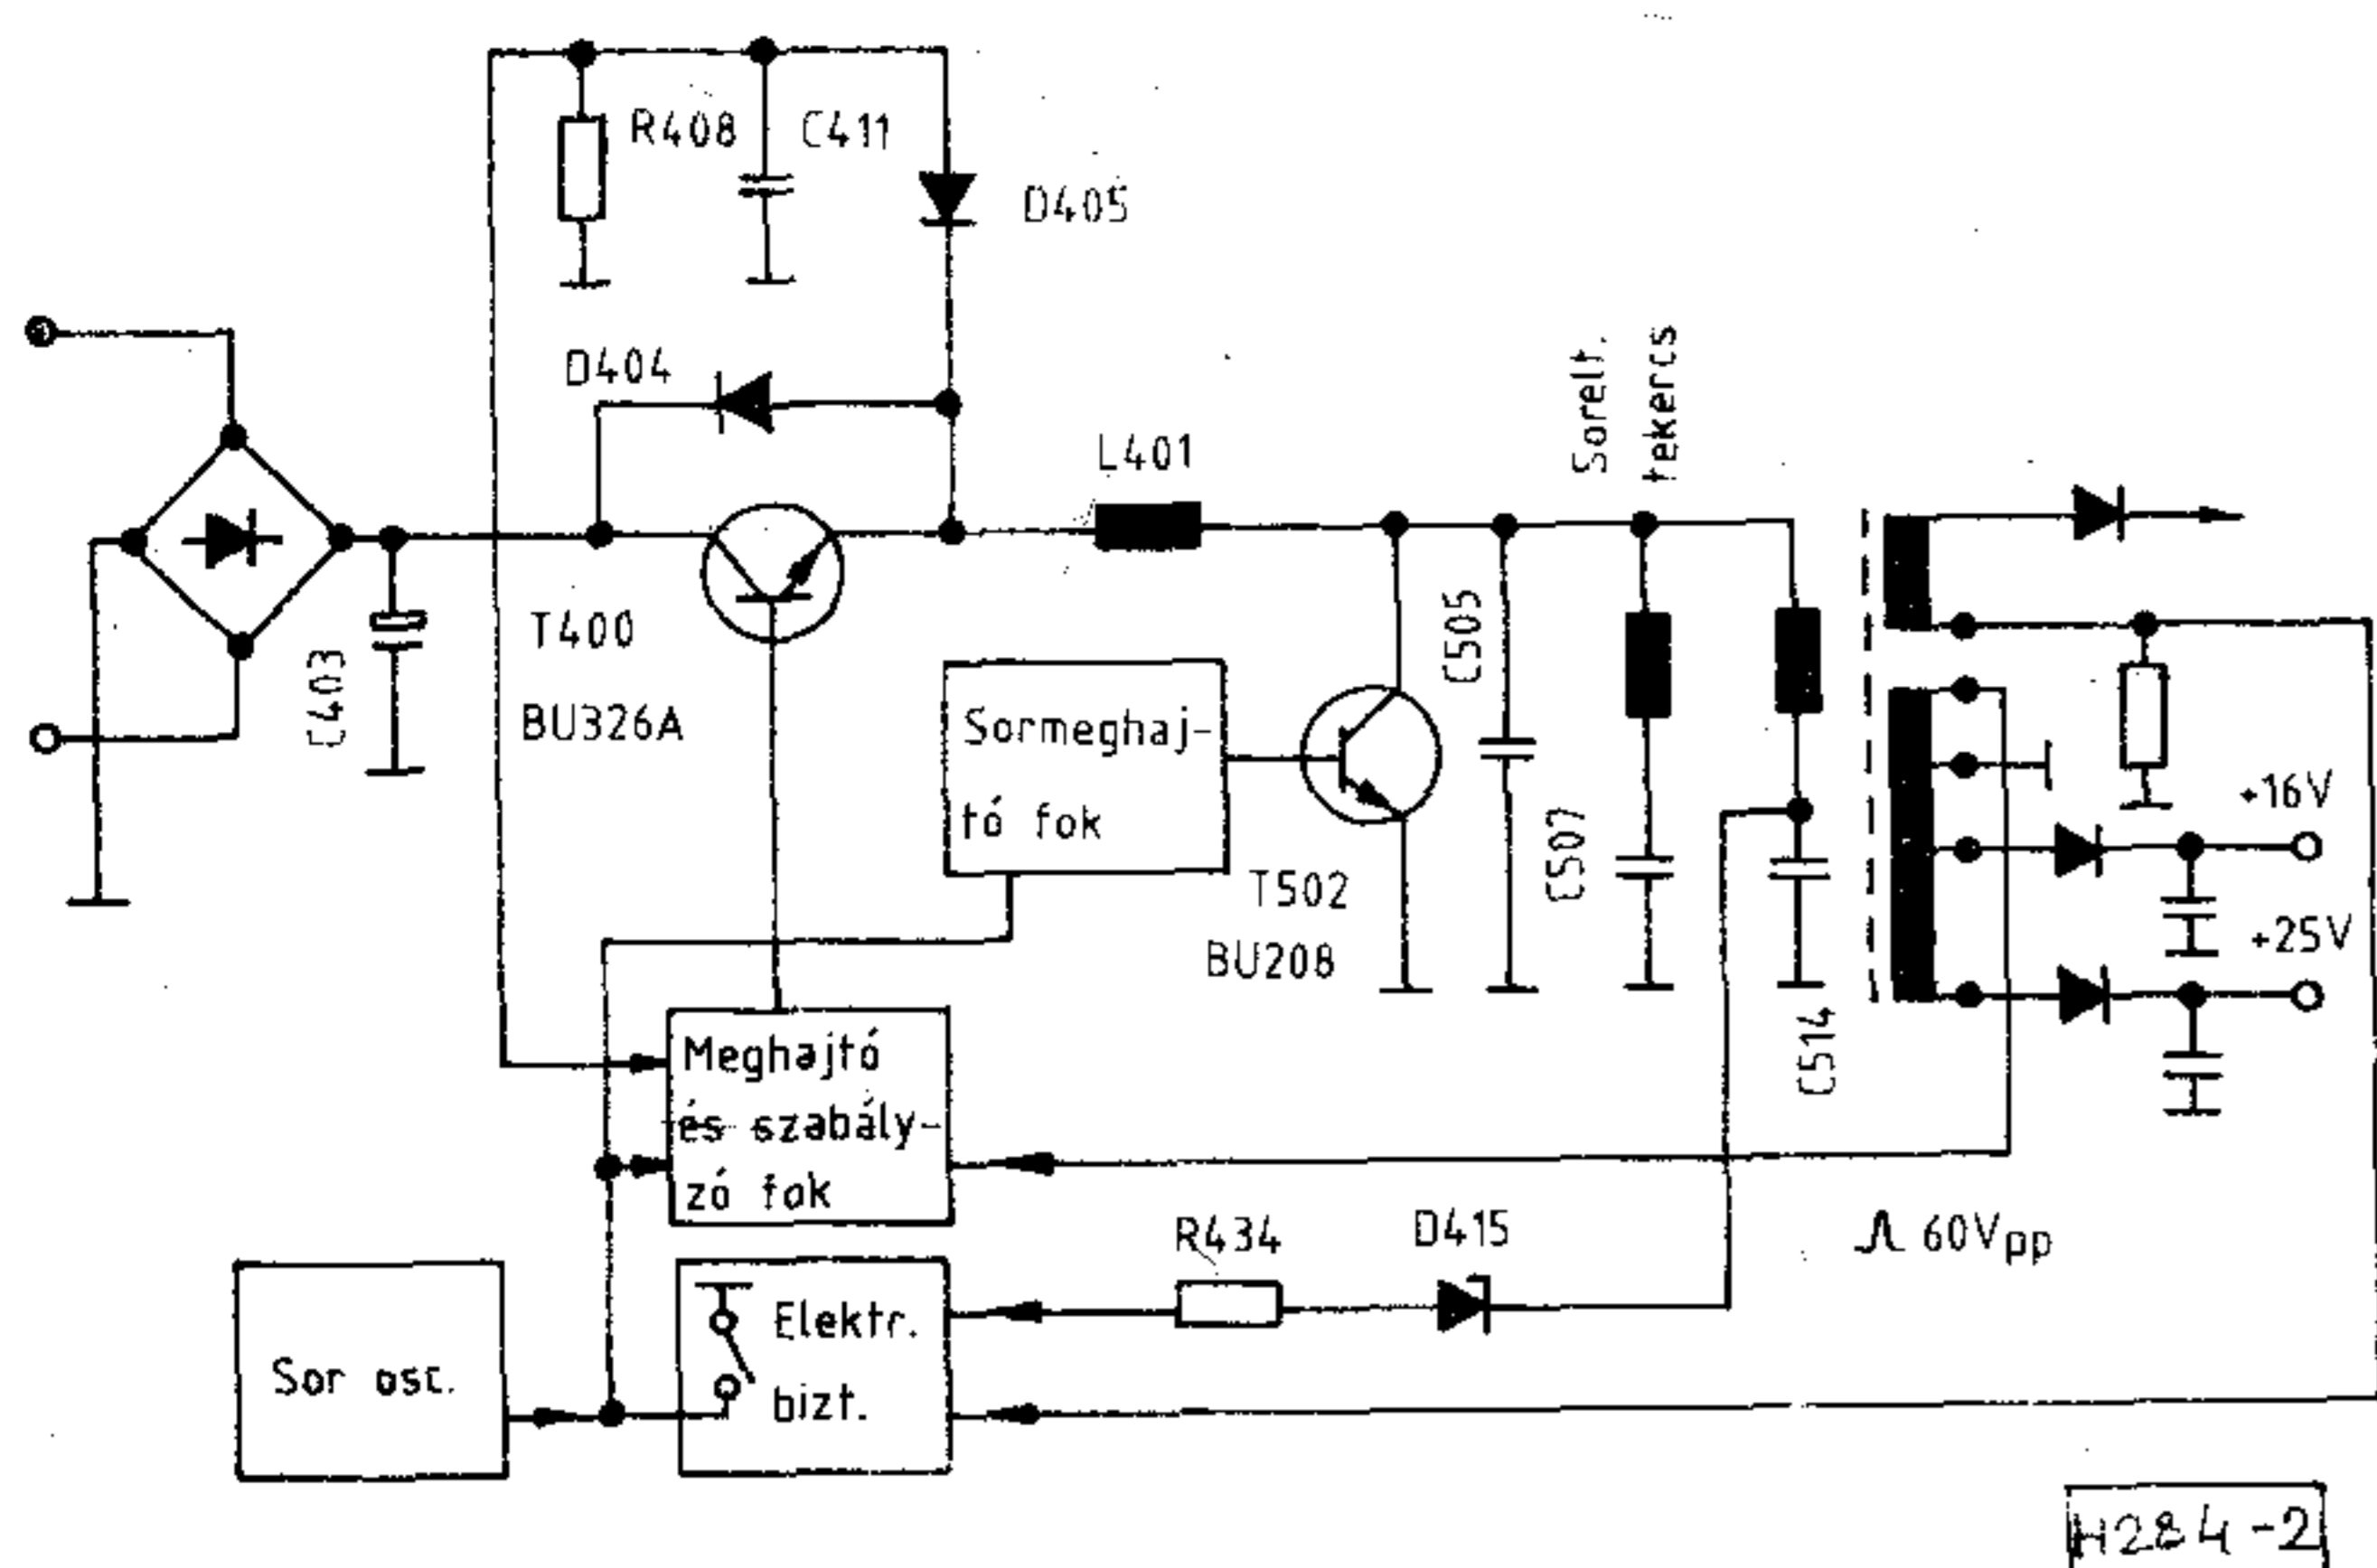 R408
C411
D405
D404
L401
Sorelt.
tekercs
T400
BU326A
C403
Sormeghaj-
tó fok
T502
BU208
C505
C507
C514
+16V
+25V
Meghajtó
és szabály-
zó fok
60Vpp
R434
D415
Sor osc.
Elektr.
bizt.
H284-2